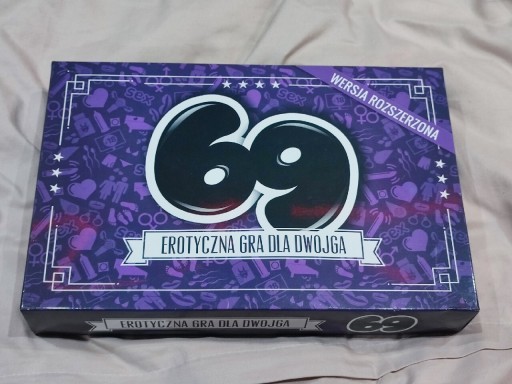 WERSJA ROZSZERZONA
69
EROTYCZNA GRA DLA DWOJGA
EROTYCZNA GRA DLA DWOJGA
69